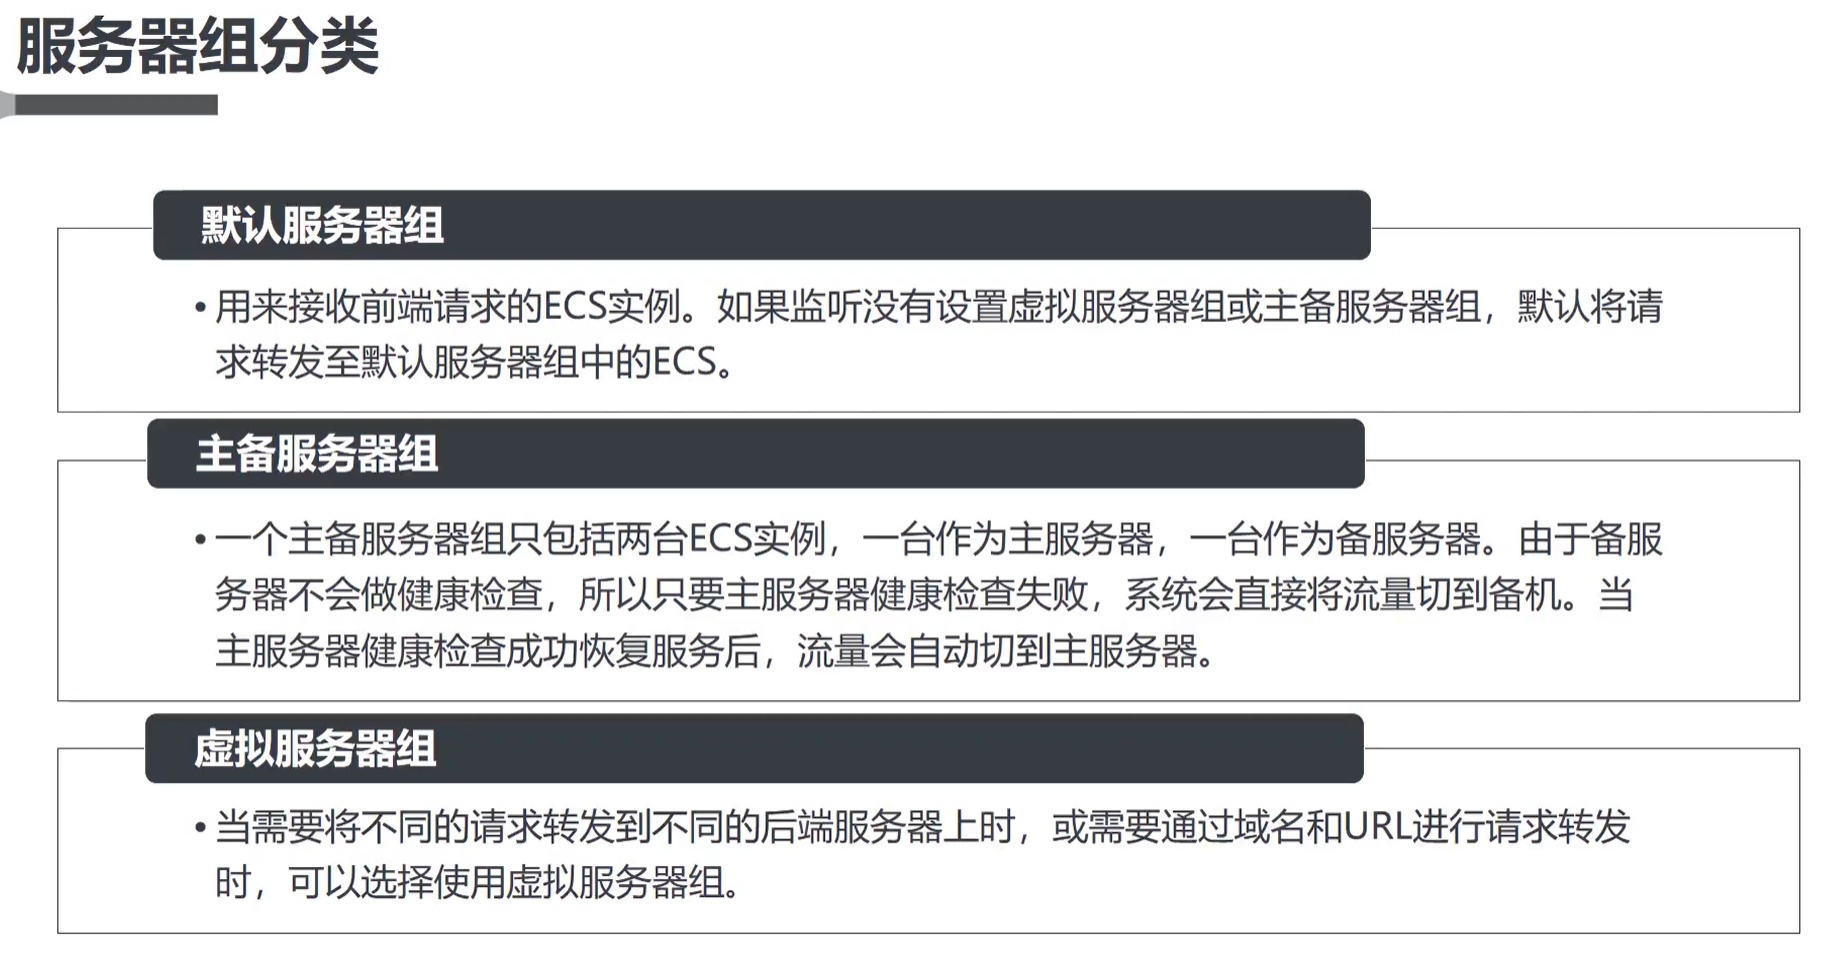 服务器组分类
默认服务器组
• 用来接收前端请求的ECS实例。如果监听没有设置虚拟服务器组或主备服务器组，默认将请
求转发至默认服务器组中的ECS。
主备服务器组
• 一个主备服务器组只包括两台ECS实例，一台作为主服务器，一台作为备服务器。由于备服
务器不会做健康检查，所以只要主服务器健康检查失败，系统会直接将流量切到备机。当
主服务器健康检查成功恢复服务后，流量会自动切到主服务器。
虚拟服务器组
• 当需要将不同的请求转发到不同的后端服务器上时，或需要通过域名和URL进行请求转发
时，可以选择使用虚拟服务器组。